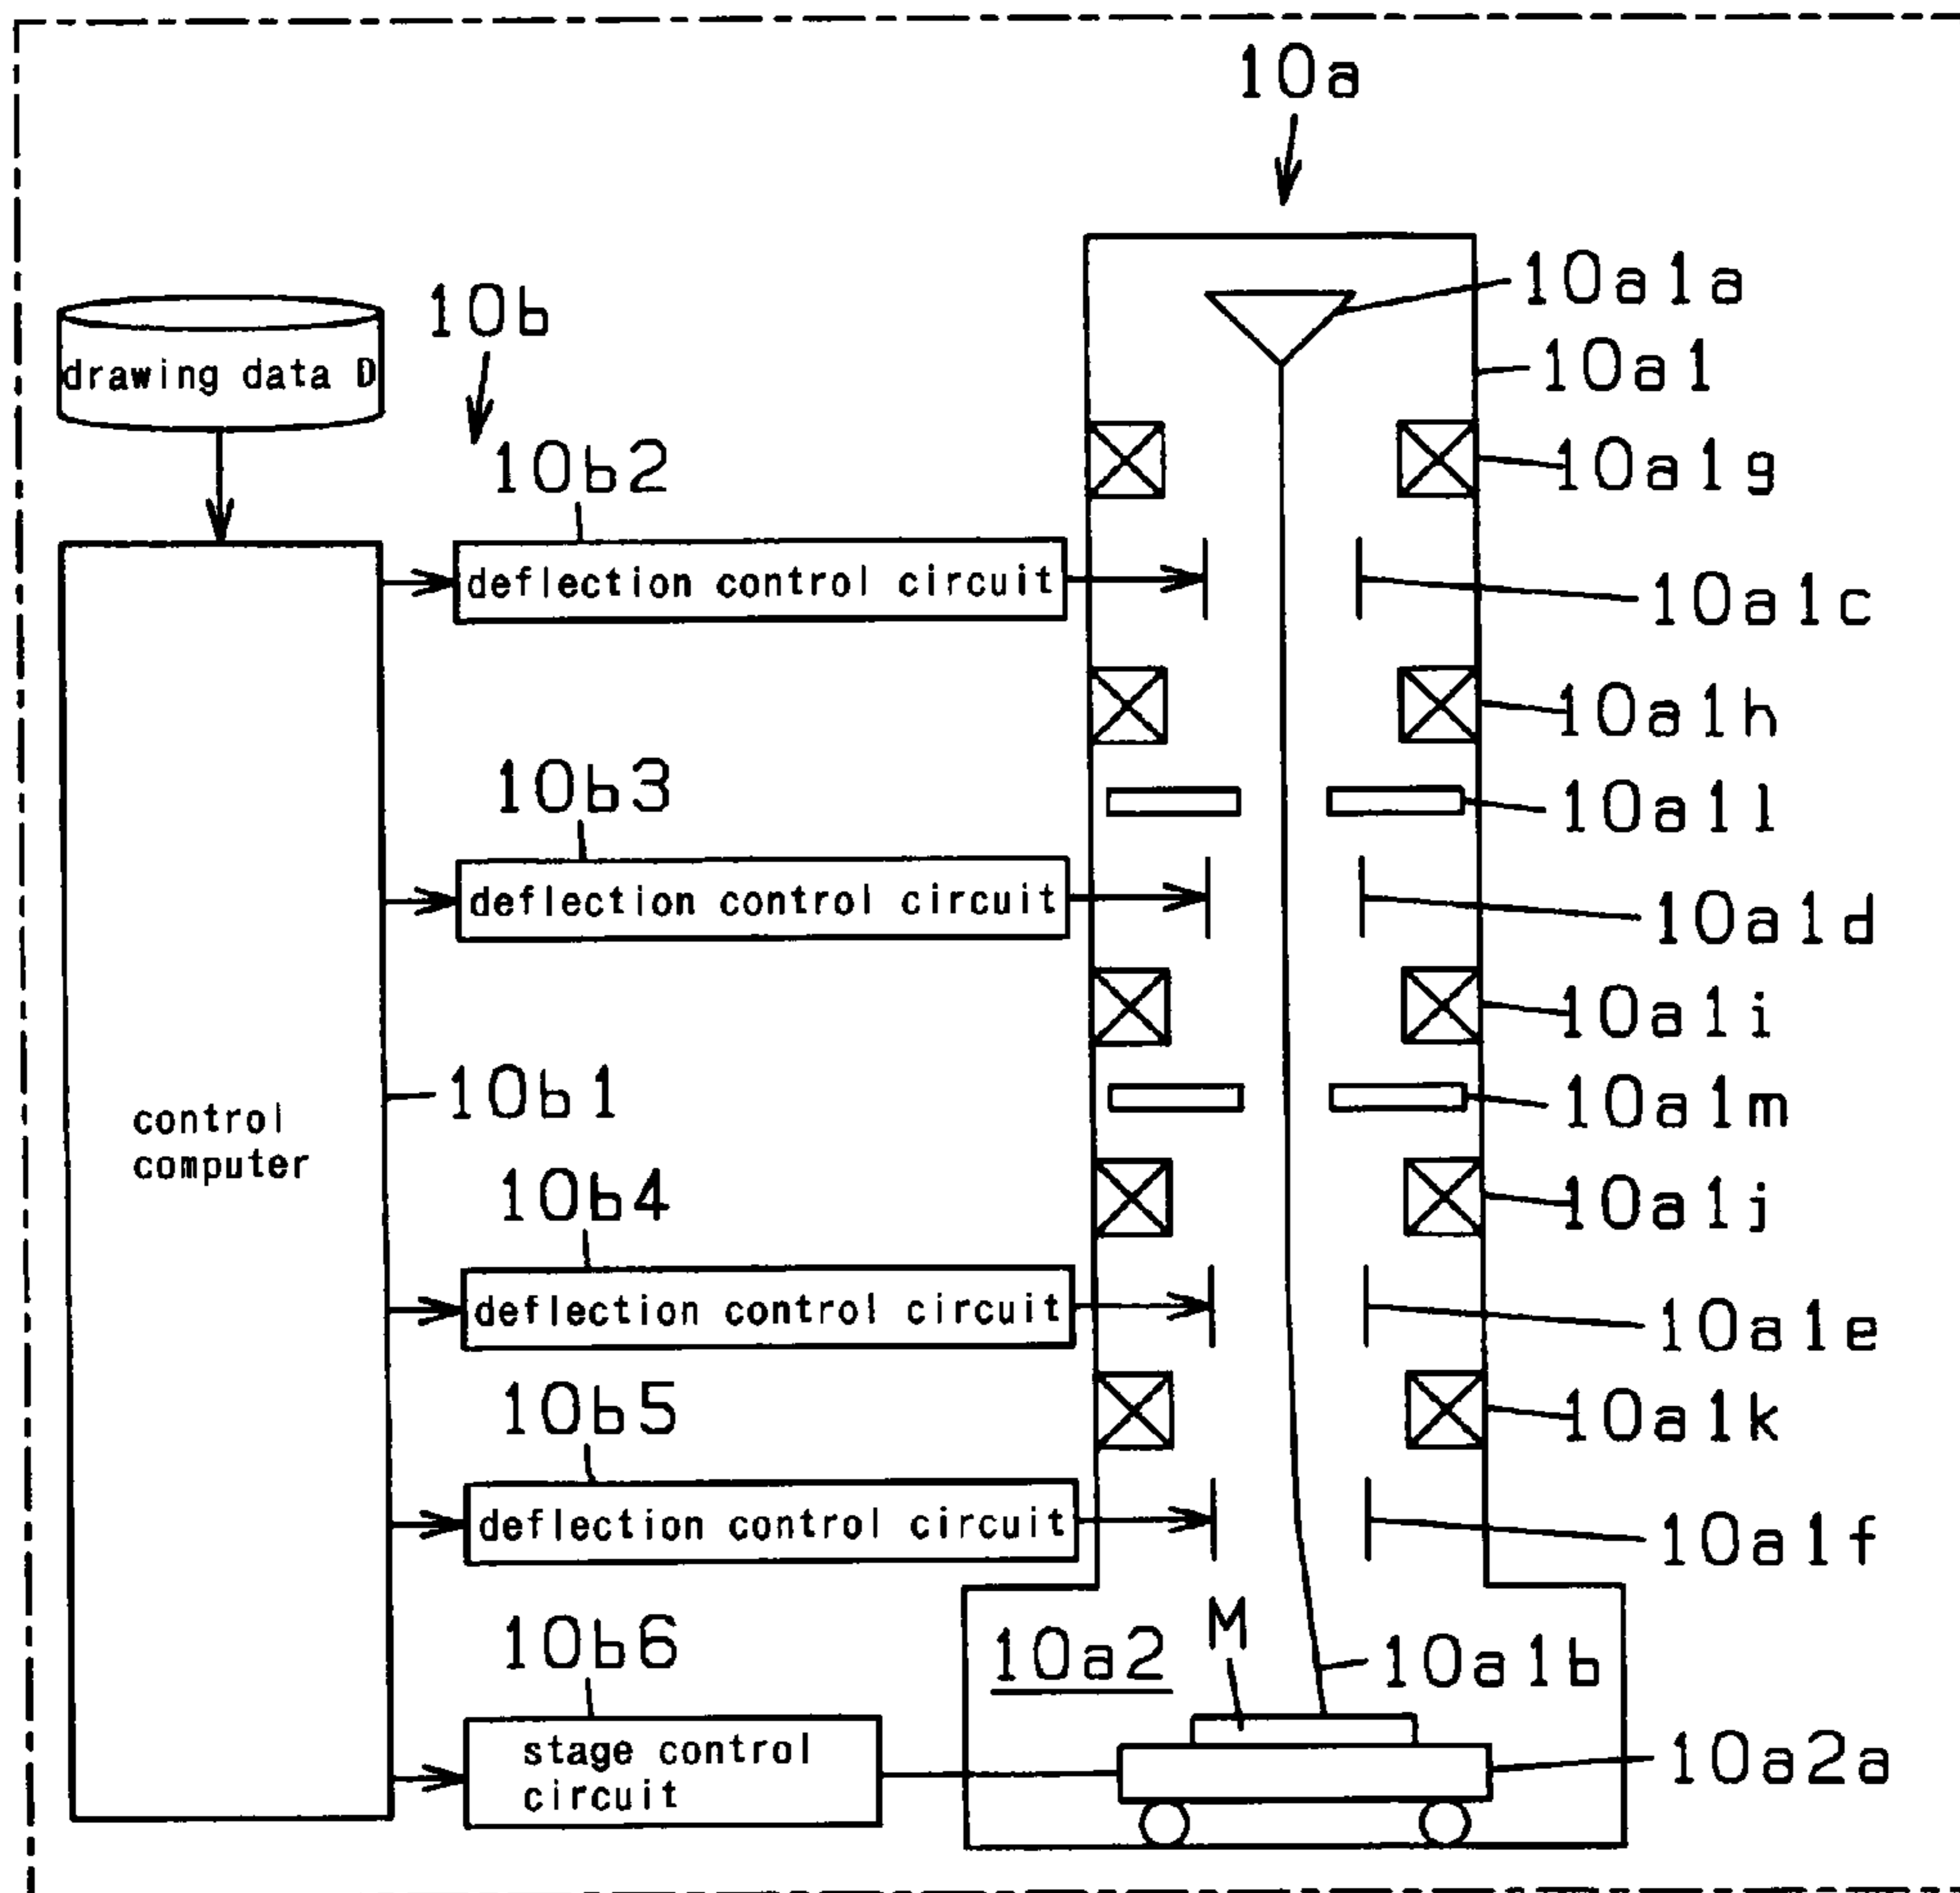 10a
10a1a
10b
drawing data D
10a1
10b2
10a1g
deflection control circuit
10a1c
10a1h
10b3
10a1l
deflection control circuit
10a1d
10a1i
10b1
10a1m
control
computer
10b4
10a1j
deflection control circuit
10a1e
10b5
10a1k
deflection control circuit
10a1f
M
10b6
10a2
10a1b
stage control
circuit
10a2a